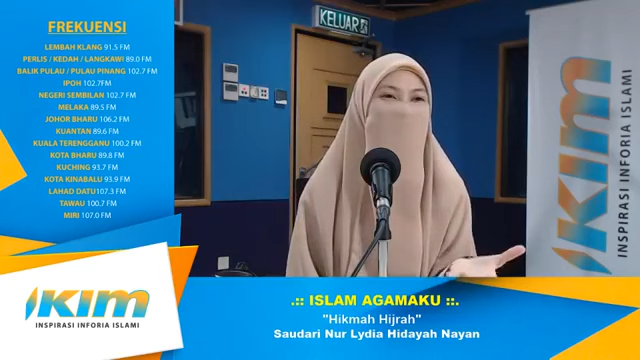 FREKUENSI
LEMBAH KLANG 91.5 FM
PERLIS / KEDAH / LANGKAWI 89.0 FM
BALIK PULAU / PULAU PINANG 102.7 FM
IPOH 102.7FM
NEGERI SEMBILAN 102.7 FM
MELAKA 89.5 FM
JOHOR BHARU 106.2 FM
KUANTAN 89.6 FM
KUALA TERENGGANU 100.2 FM
KOTA BHARU 89.8 FM
KUCHING 93.7 FM
KOTA KINABALU 93.9 FM
LAHAD DATU107.3 FM
TAWAU 100.7 FM
MIRI 107.0 FM
KELUAR
IKIM
INSPIRASI INFORIA ISLAMI
IKIM
INSPIRASI INFORIA ISLAMI
.:: ISLAM AGAMAKU ::.
"Hikmah Hijrah"
Saudari Nur Lydia Hidayah Nayan